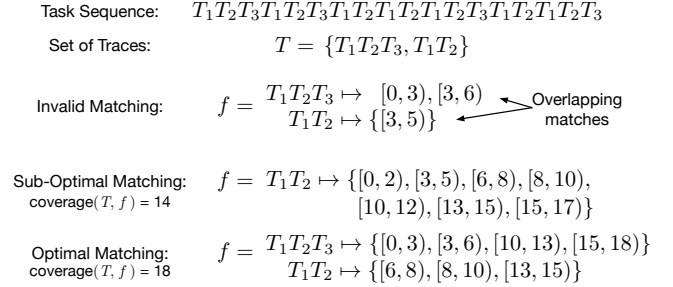 Task Sequence: T₁T₂T₃T₁T₂T₃T₁T₂T₁T₂T₁T₂T₃T₁T₂T₁T₂T₃
Set of Traces: T = {T₁T₂T₃, T₁T₂}
Invalid Matching: f = T₁T₂T₃ ↦ [0, 3), [3, 6)
T₁T₂ ↦ {[3, 5)}
Overlapping
matches
Sub-Optimal Matching: f = T₁T₂ ↦ {[0, 2), [3, 5), [6, 8), [8, 10),
coverage(T, f) = 14 [10, 12), [13, 15), [15, 17)}
Optimal Matching: f = T₁T₂T₃ ↦ {[0, 3), [3, 6), [10, 13), [15, 18)}
coverage(T, f) = 18 T₁T₂ ↦ {[6, 8), [8, 10), [13, 15)}